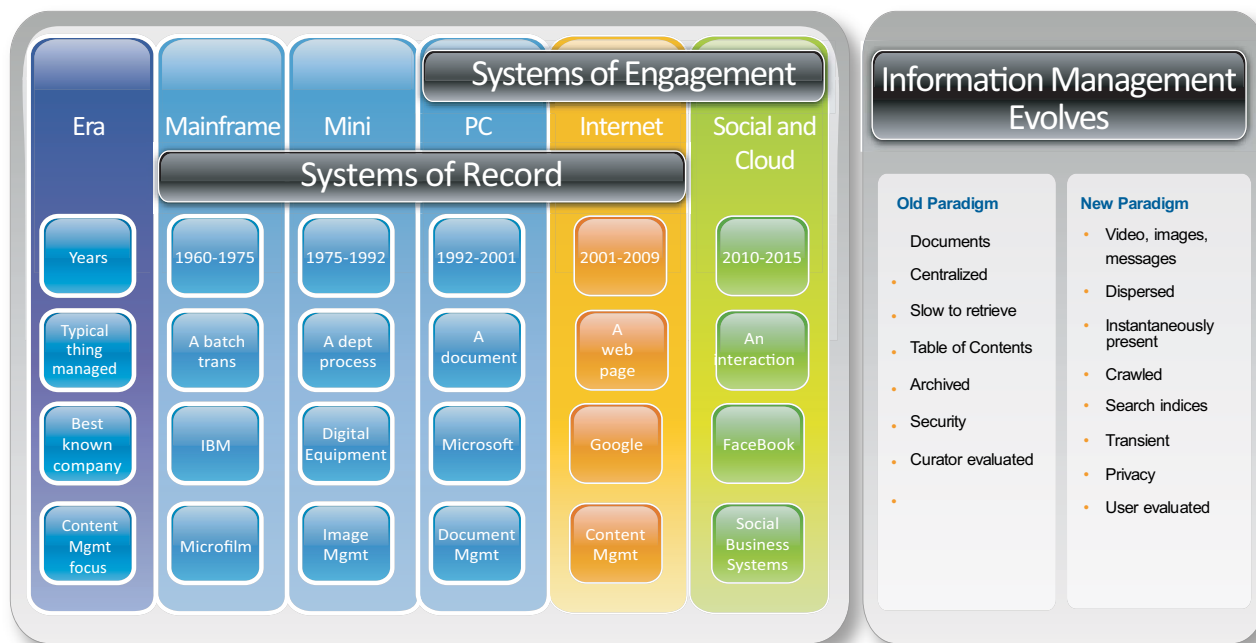 Systems of Engagement
Era
Mainframe
Mini
PC
Internet
Social and
Cloud
Systems of Record
Years
1960-1975
1975-1992
1992-2001
2001-2009
2010-2015
Typical
thing
managed
A batch
trans
A dept
process
A
document
A
web
page
An
interaction
Best
known
company
IBM
Digital
Equipment
Microsoft
Google
FaceBook
Content
Mgmt
focus
Microfilm
Image
Mgmt
Document
Mgmt
Content
Mgmt
Social
Business
Systems
Information Management
Evolves
Old Paradigm
Documents
Centralized
Slow to retrieve
Table of Contents
Archived
Security
Curator evaluated
New Paradigm
Video, images,
messages
Dispersed
Instantaneously
present
Crawled
Search indices
Transient
Privacy
User evaluated